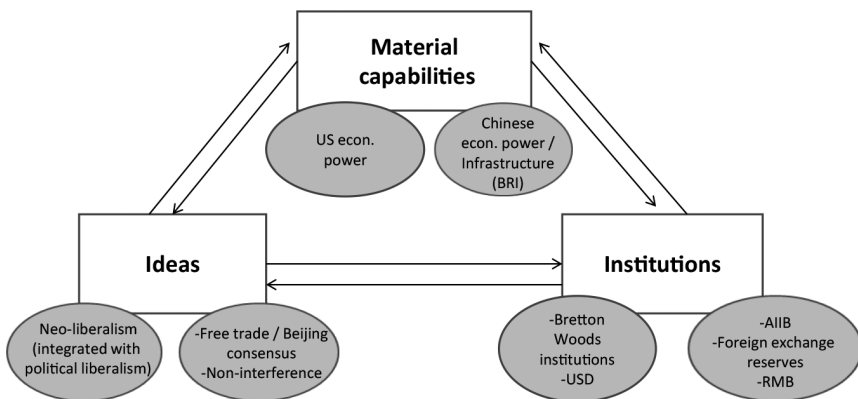 Material
capabilities
US econ.
power
Chinese
econ. power /
Infrastructure
(BRI)
Ideas
Institutions
Neo-liberalism
(integrated with
political liberalism)
-Free trade / Beijing
consensus
-Non-interference
-Bretton
Woods
institutions
-USD
-AIIB
-Foreign exchange
reserves
-RMB